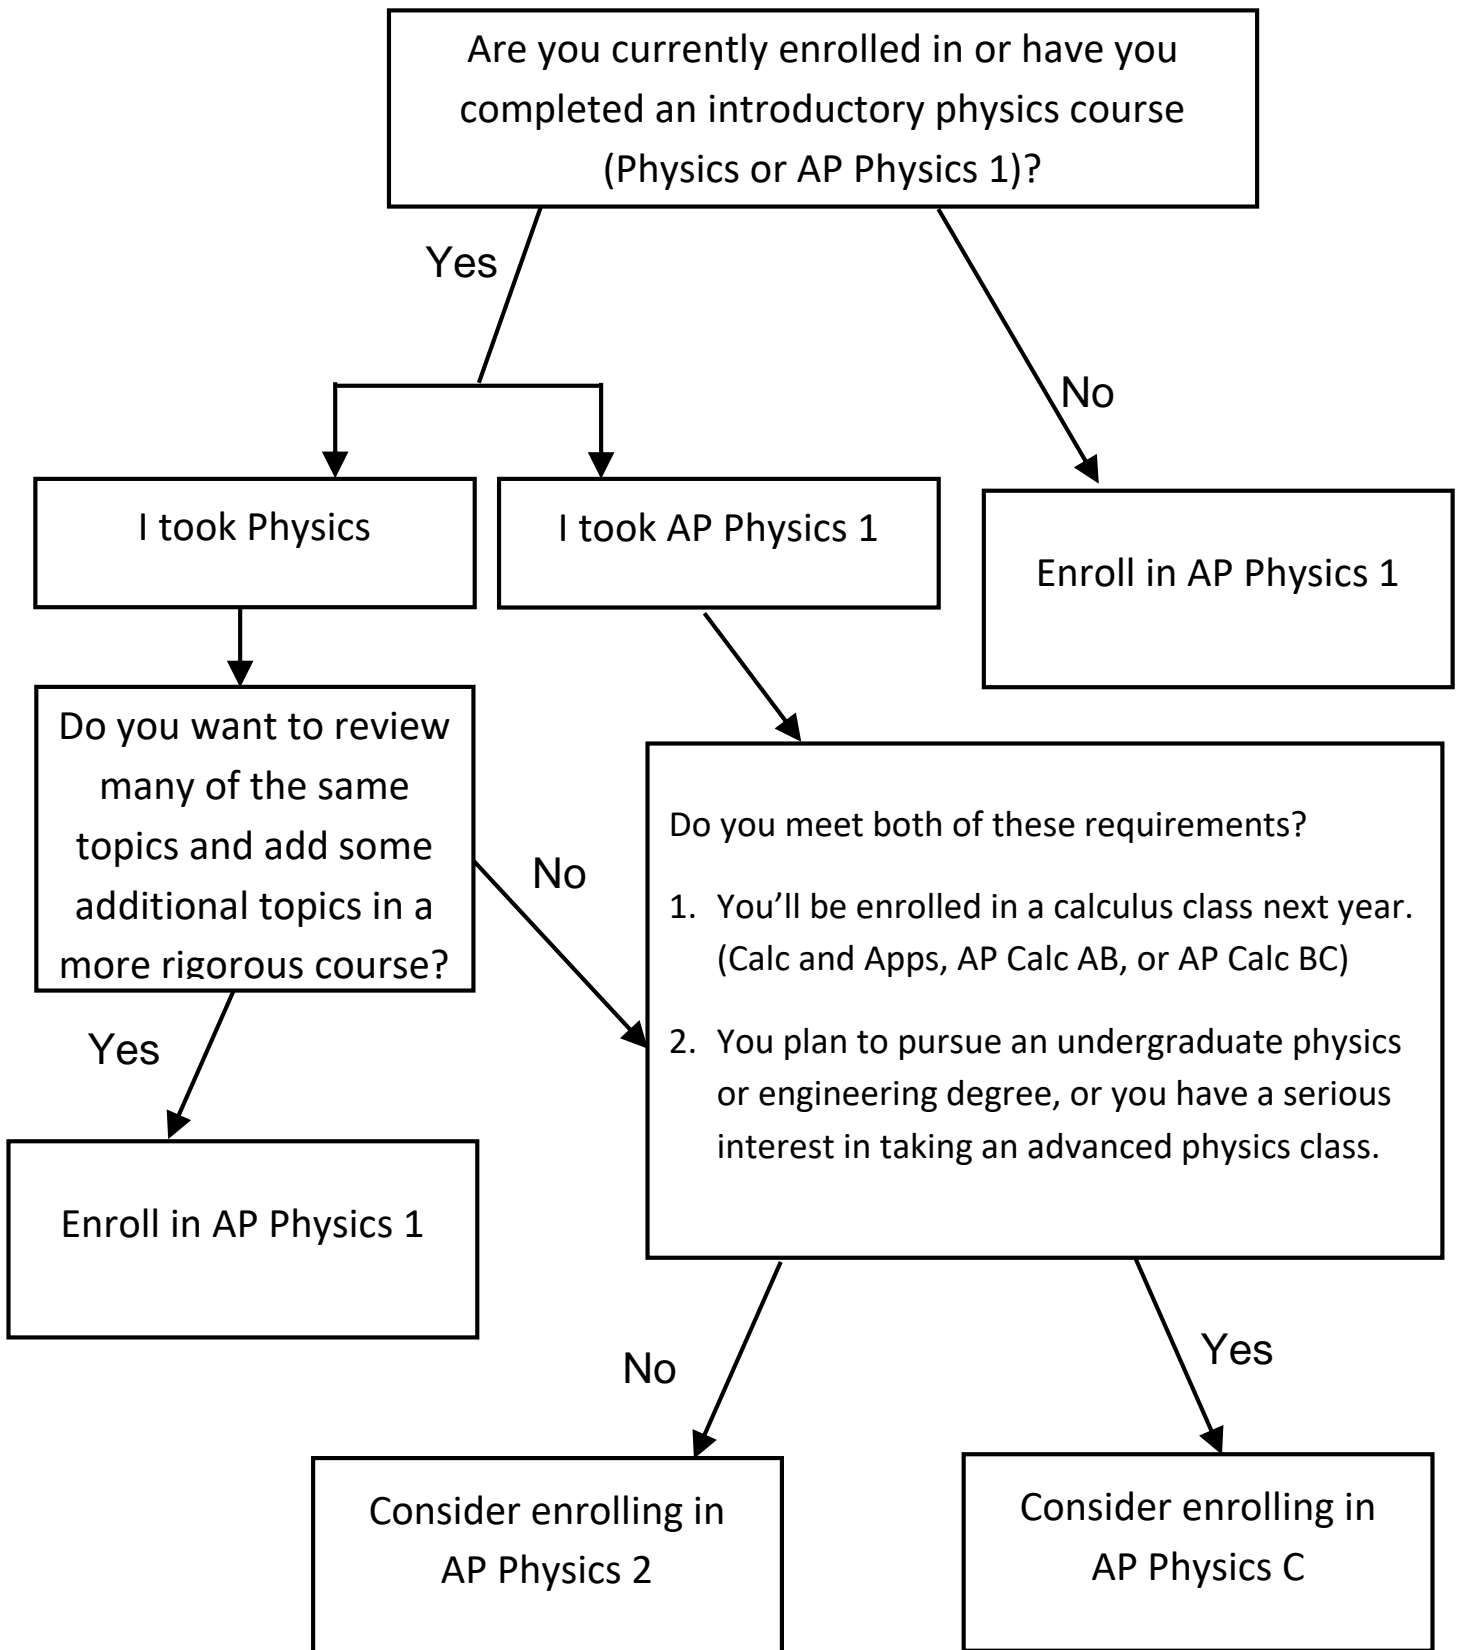 Are you currently enrolled in or have you
completed an introductory physics course
(Physics or AP Physics 1)?
Yes
No
I took Physics
I took AP Physics 1
Enroll in AP Physics 1
Do you want to review
many of the same
topics and add some
additional topics in a
more rigorous course?
No
Do you meet both of these requirements?
1. You’ll be enrolled in a calculus class next year.
(Calc and Apps, AP Calc AB, or AP Calc BC)
2. You plan to pursue an undergraduate physics
or engineering degree, or you have a serious
interest in taking an advanced physics class.
Yes
Enroll in AP Physics 1
No
Yes
Consider enrolling in
AP Physics 2
Consider enrolling in
AP Physics C